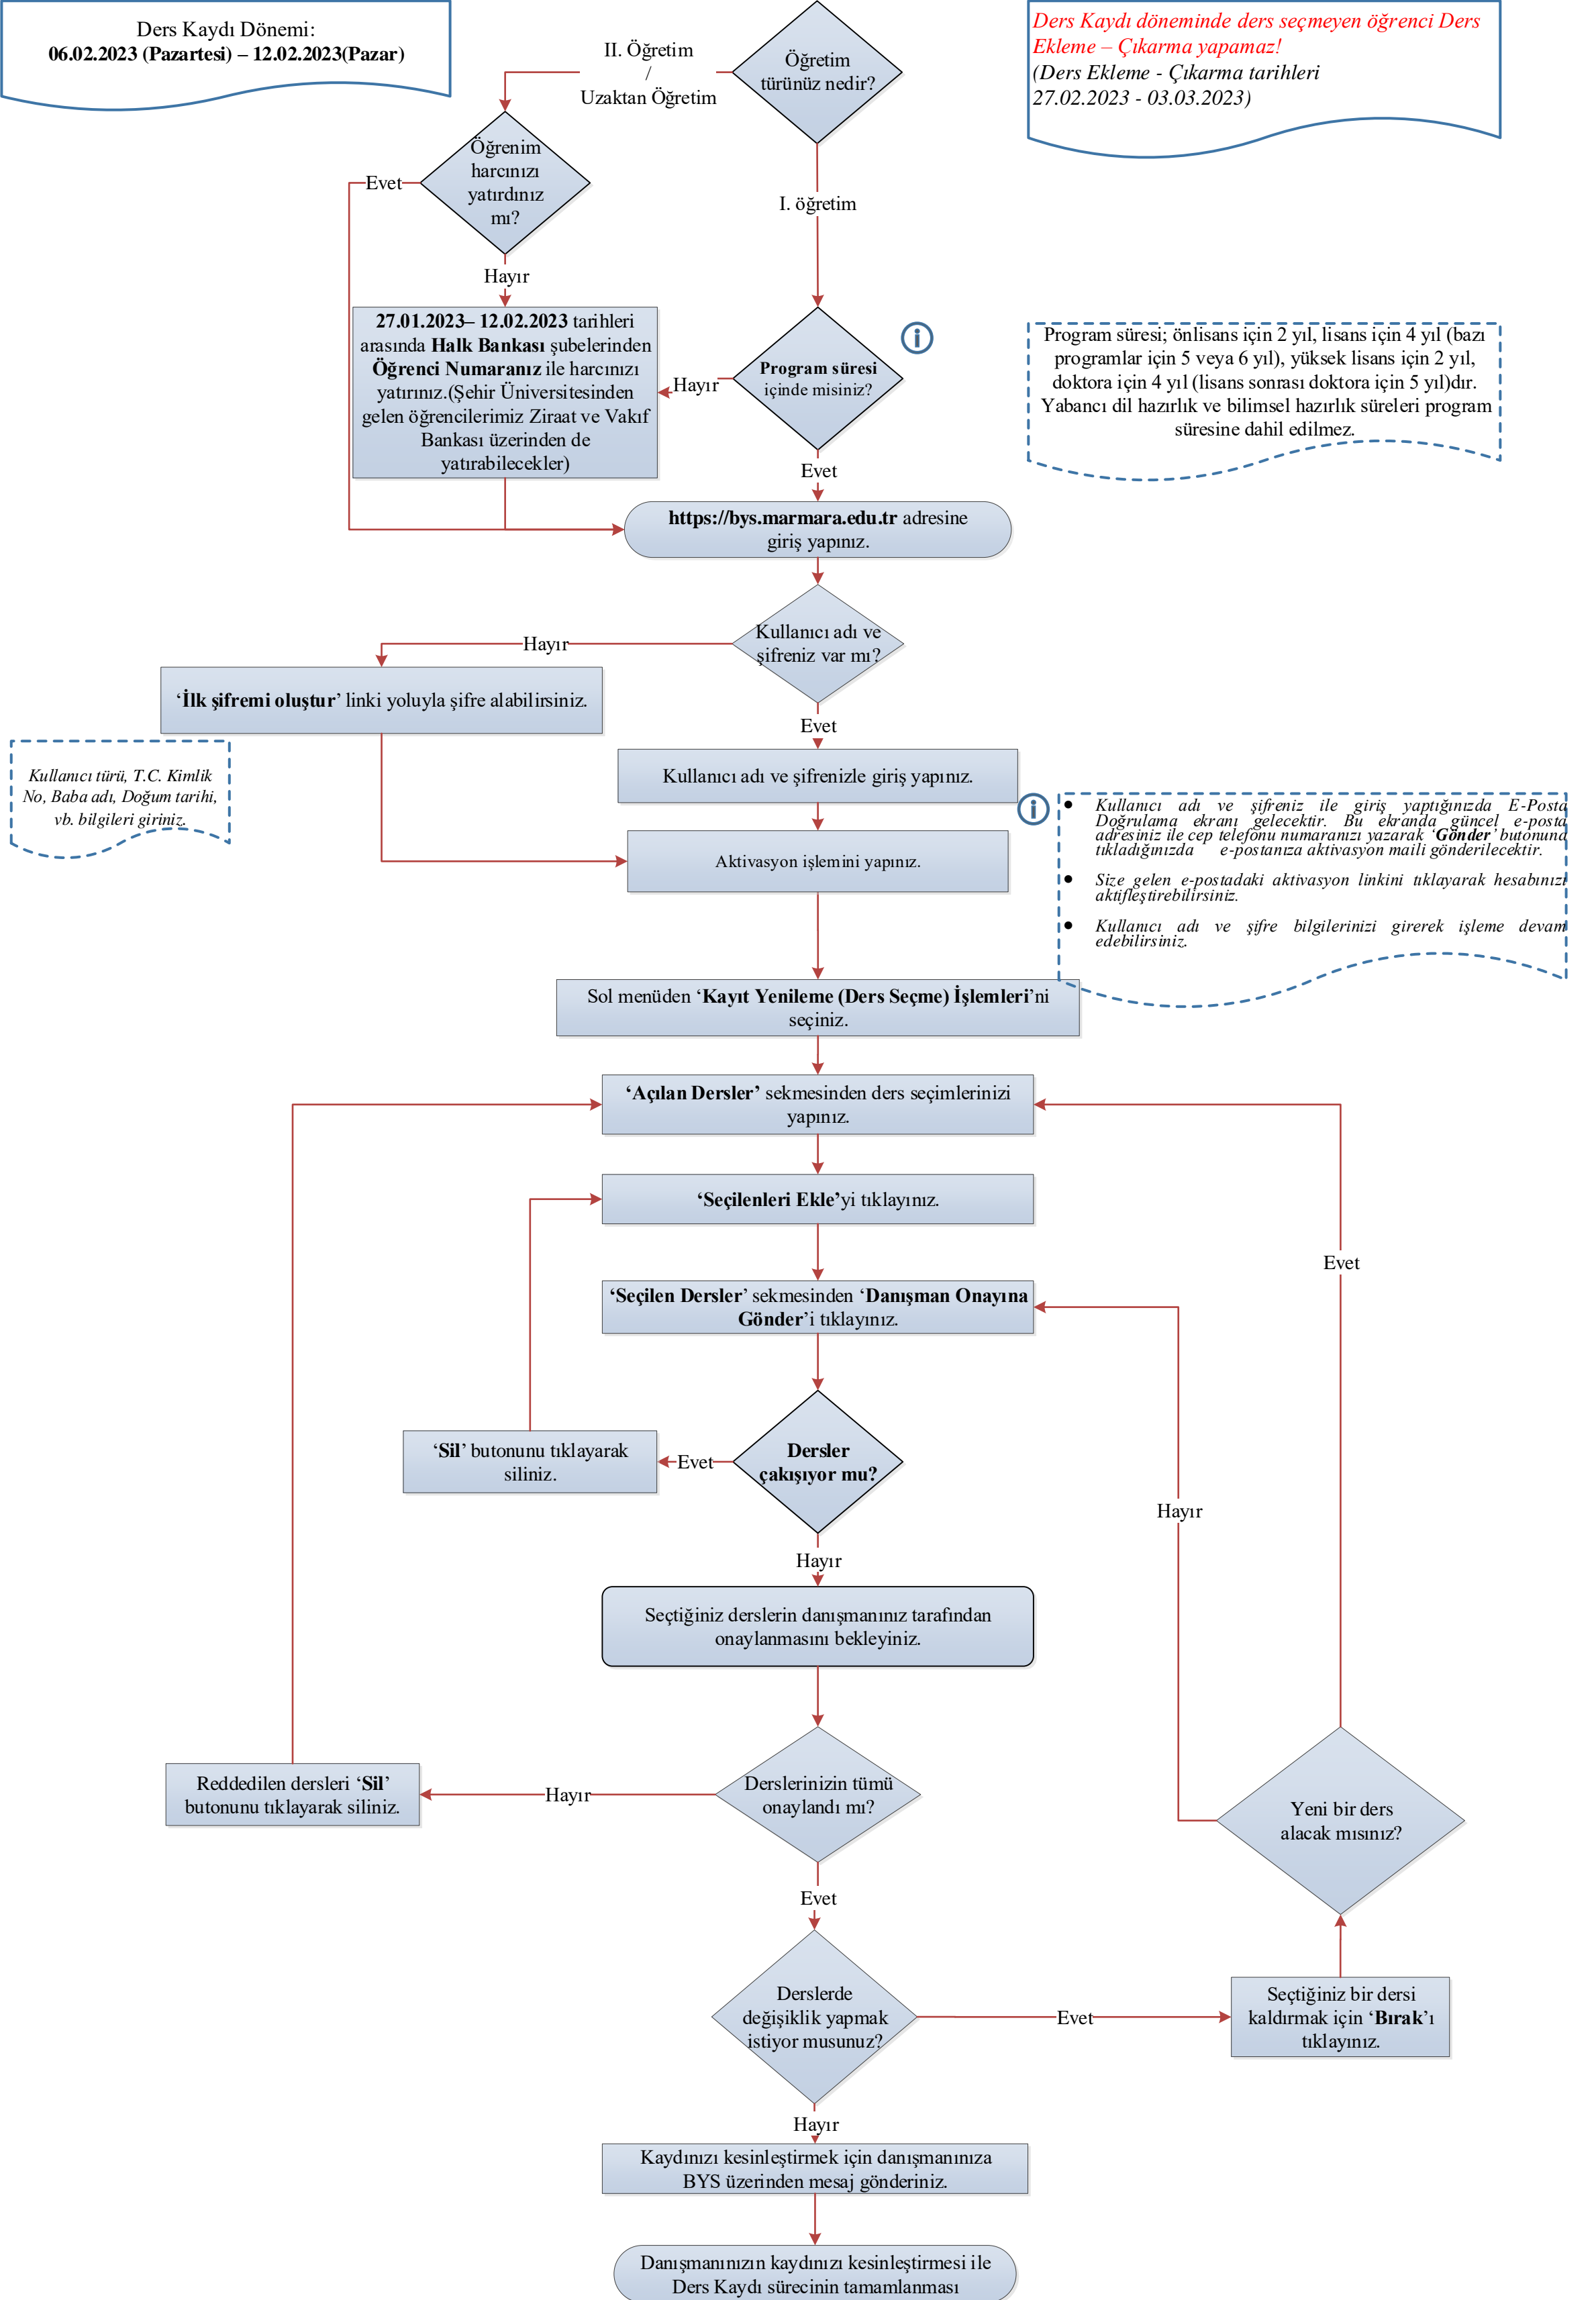 Ders Kaydı Dönemi:
06.02.2023 (Pazartesi) – 12.02.2023(Pazar)
Ders Kaydı döneminde ders seçmeyen öğrenci Ders
Ekleme – Çıkarma yapamaz!
(Ders Ekleme - Çıkarma tarihleri
27.02.2023 - 03.03.2023)
Öğretim
türünüz nedir?
II. Öğretim
/
Uzaktan Öğretim
I. öğretim
Öğrenim
harcınızı
yatırdınız
mı?
Evet
Hayır
27.01.2023– 12.02.2023 tarihleri
arasında Halk Bankası şubelerinden
Öğrenci Numaranız ile harcınızı
yatırınız.(Şehir Üniversitesinden
gelen öğrencilerimiz Ziraat ve Vakıf
Bankası üzerinden de
yatırabilecekler)
Program süresi
içinde misiniz?
Hayır
Evet
Program süresi; önlisans için 2 yıl, lisans için 4 yıl (bazı
programlar için 5 veya 6 yıl), yüksek lisans için 2 yıl,
doktora için 4 yıl (lisans sonrası doktora için 5 yıl)dır.
Yabancı dil hazırlık ve bilimsel hazırlık süreleri program
süresine dahil edilmez.
https://bys.marmara.edu.tr adresine
giriş yapınız.
Kullanıcı adı ve
şifreniz var mı?
Hayır
Evet
‘İlk şifremi oluştur’ linki yoluyla şifre alabilirsiniz.
Kullanıcı türü, T.C. Kimlik
No, Baba adı, Doğum tarihi,
vb. bilgileri giriniz.
Kullanıcı adı ve şifrenizle giriş yapınız.
Aktivasyon işlemini yapınız.
● Kullanıcı adı ve şifreniz ile giriş yaptığınızda E-Posta
Doğrulama ekranı gelecektir. Bu ekranda güncel e-posta
adresiniz ile cep telefonu numaranızı yazarak ‘Gönder’ butonuna
tıkladığınızda e-postanıza aktivasyon maili gönderilecektir.
● Size gelen e-postadaki aktivasyon linkini tıklayarak hesabınızı
aktifleştirebilirsiniz.
● Kullanıcı adı ve şifre bilgilerinizi girerek işleme devam
edebilirsiniz.
Sol menüden ‘Kayıt Yenileme (Ders Seçme) İşlemleri’ni
seçiniz.
‘Açılan Dersler’ sekmesinden ders seçimlerinizi
yapınız.
‘Seçilenleri Ekle’yi tıklayınız.
Evet
‘Seçilen Dersler’ sekmesinden ‘Danışman Onayına
Gönder’i tıklayınız.
Dersler
çakışıyor mu?
Evet
‘Sil’ butonunu tıklayarak
siliniz.
Hayır
Hayır
Seçtiğiniz derslerin danışmanınız tarafından
onaylanmasını bekleyiniz.
Derslerinizin tümü
onaylandı mı?
Hayır
Reddedilen dersleri ‘Sil’
butonunu tıklayarak siliniz.
Yeni bir ders
alacak mısınız?
Evet
Derslerde
değişiklik yapmak
istiyor musunuz?
Evet
Seçtiğiniz bir dersi
kaldırmak için ‘Bırak’ı
tıklayınız.
Hayır
Kaydınızı kesinleştirmek için danışmanınıza
BYS üzerinden mesaj gönderiniz.
Danışmanınızın kaydınızı kesinleştirmesi ile
Ders Kaydı sürecinin tamamlanması